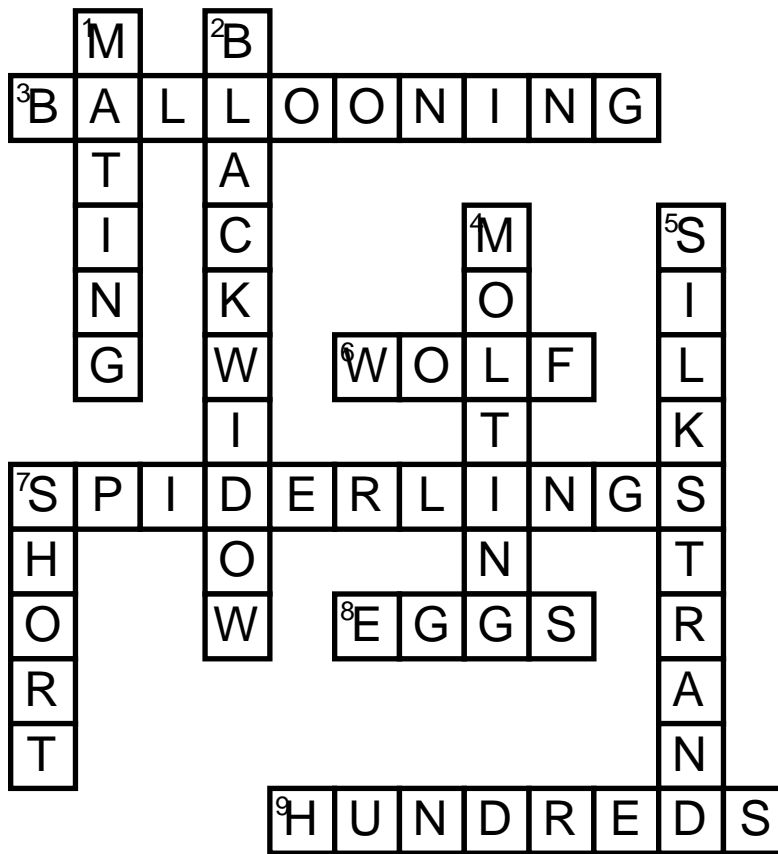 1M 2B
3BALLOONING
T A
I C 4M 5S
N K O I
G W 6WOLF L
I T K
7SPIDERLINGS
H O N T
O W 8EGGS R
R A
T N
9HUNDREDS